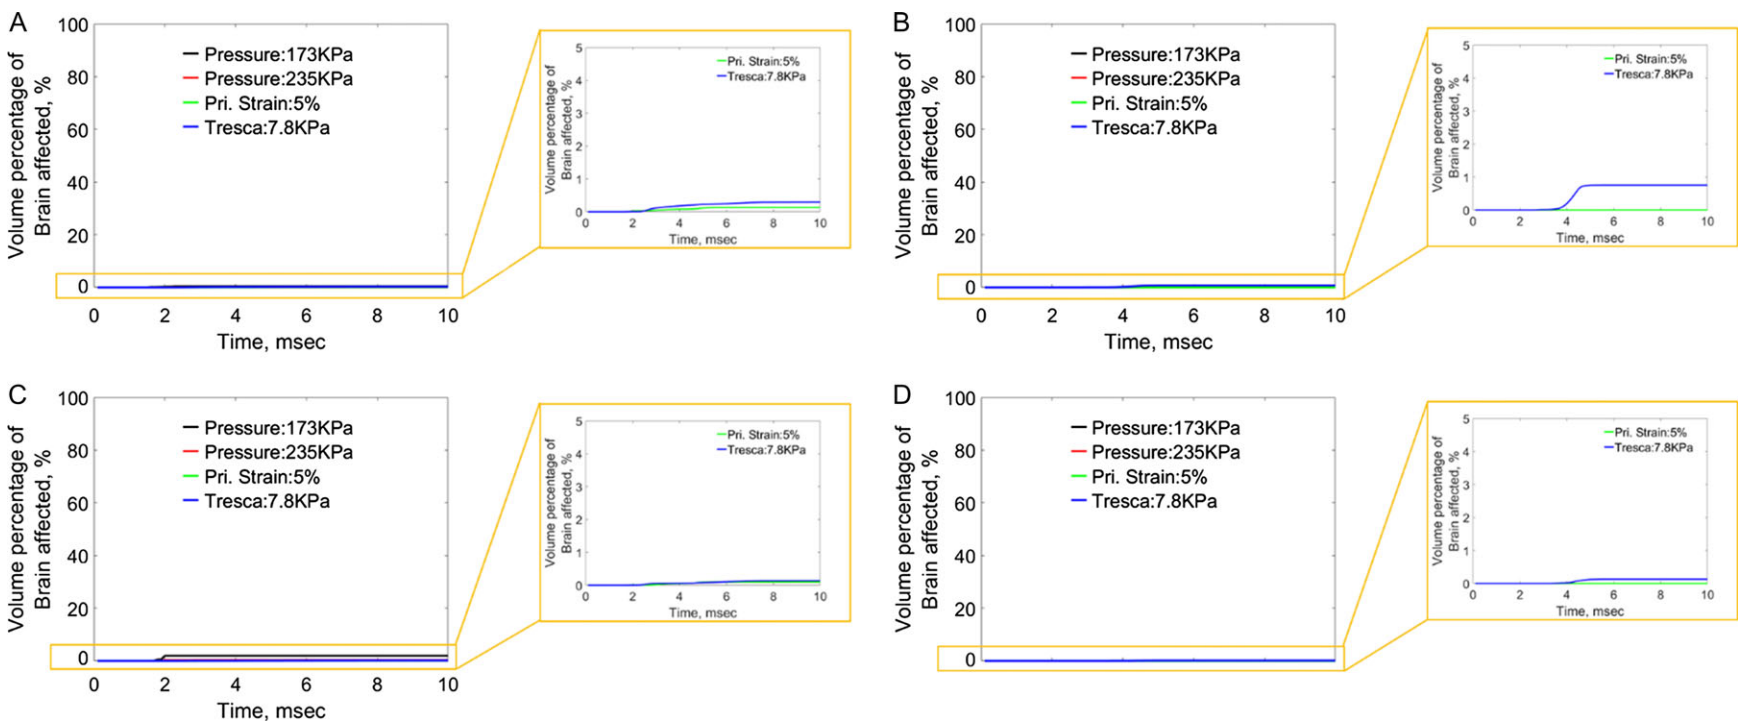 A
Volume percentage of
Brain affected, %
100
80
60
40
20
0
0 2 4 6 8 10
Time, msec
Pressure:173KPa
Pressure:235KPa
Pri. Strain:5%
Tresca:7.8KPa
Volume percentage of
Brain affected, %
5
4
3
2
1
0
0 2 4 6 8 10
Time, msec
Pri. Strain:5%
Tresca:7.8KPa
B
Volume percentage of
Brain affected, %
100
80
60
40
20
0
0 2 4 6 8 10
Time, msec
Pressure:173KPa
Pressure:235KPa
Pri. Strain:5%
Tresca:7.8KPa
Volume percentage of
Brain affected, %
5
4
3
2
1
0
0 2 4 6 8 10
Time, msec
Pri. Strain:5%
Tresca:7.8KPa
C
Volume percentage of
Brain affected, %
100
80
60
40
20
0
0 2 4 6 8 10
Time, msec
Pressure:173KPa
Pressure:235KPa
Pri. Strain:5%
Tresca:7.8KPa
Volume percentage of
Brain affected, %
5
4
3
2
1
0
0 2 4 6 8 10
Time, msec
Pri. Strain:5%
Tresca:7.8KPa
D
Volume percentage of
Brain affected, %
100
80
60
40
20
0
0 2 4 6 8 10
Time, msec
Pressure:173KPa
Pressure:235KPa
Pri. Strain:5%
Tresca:7.8KPa
Volume percentage of
Brain affected, %
5
4
3
2
1
0
0 2 4 6 8 10
Time, msec
Pri. Strain:5%
Tresca:7.8KPa